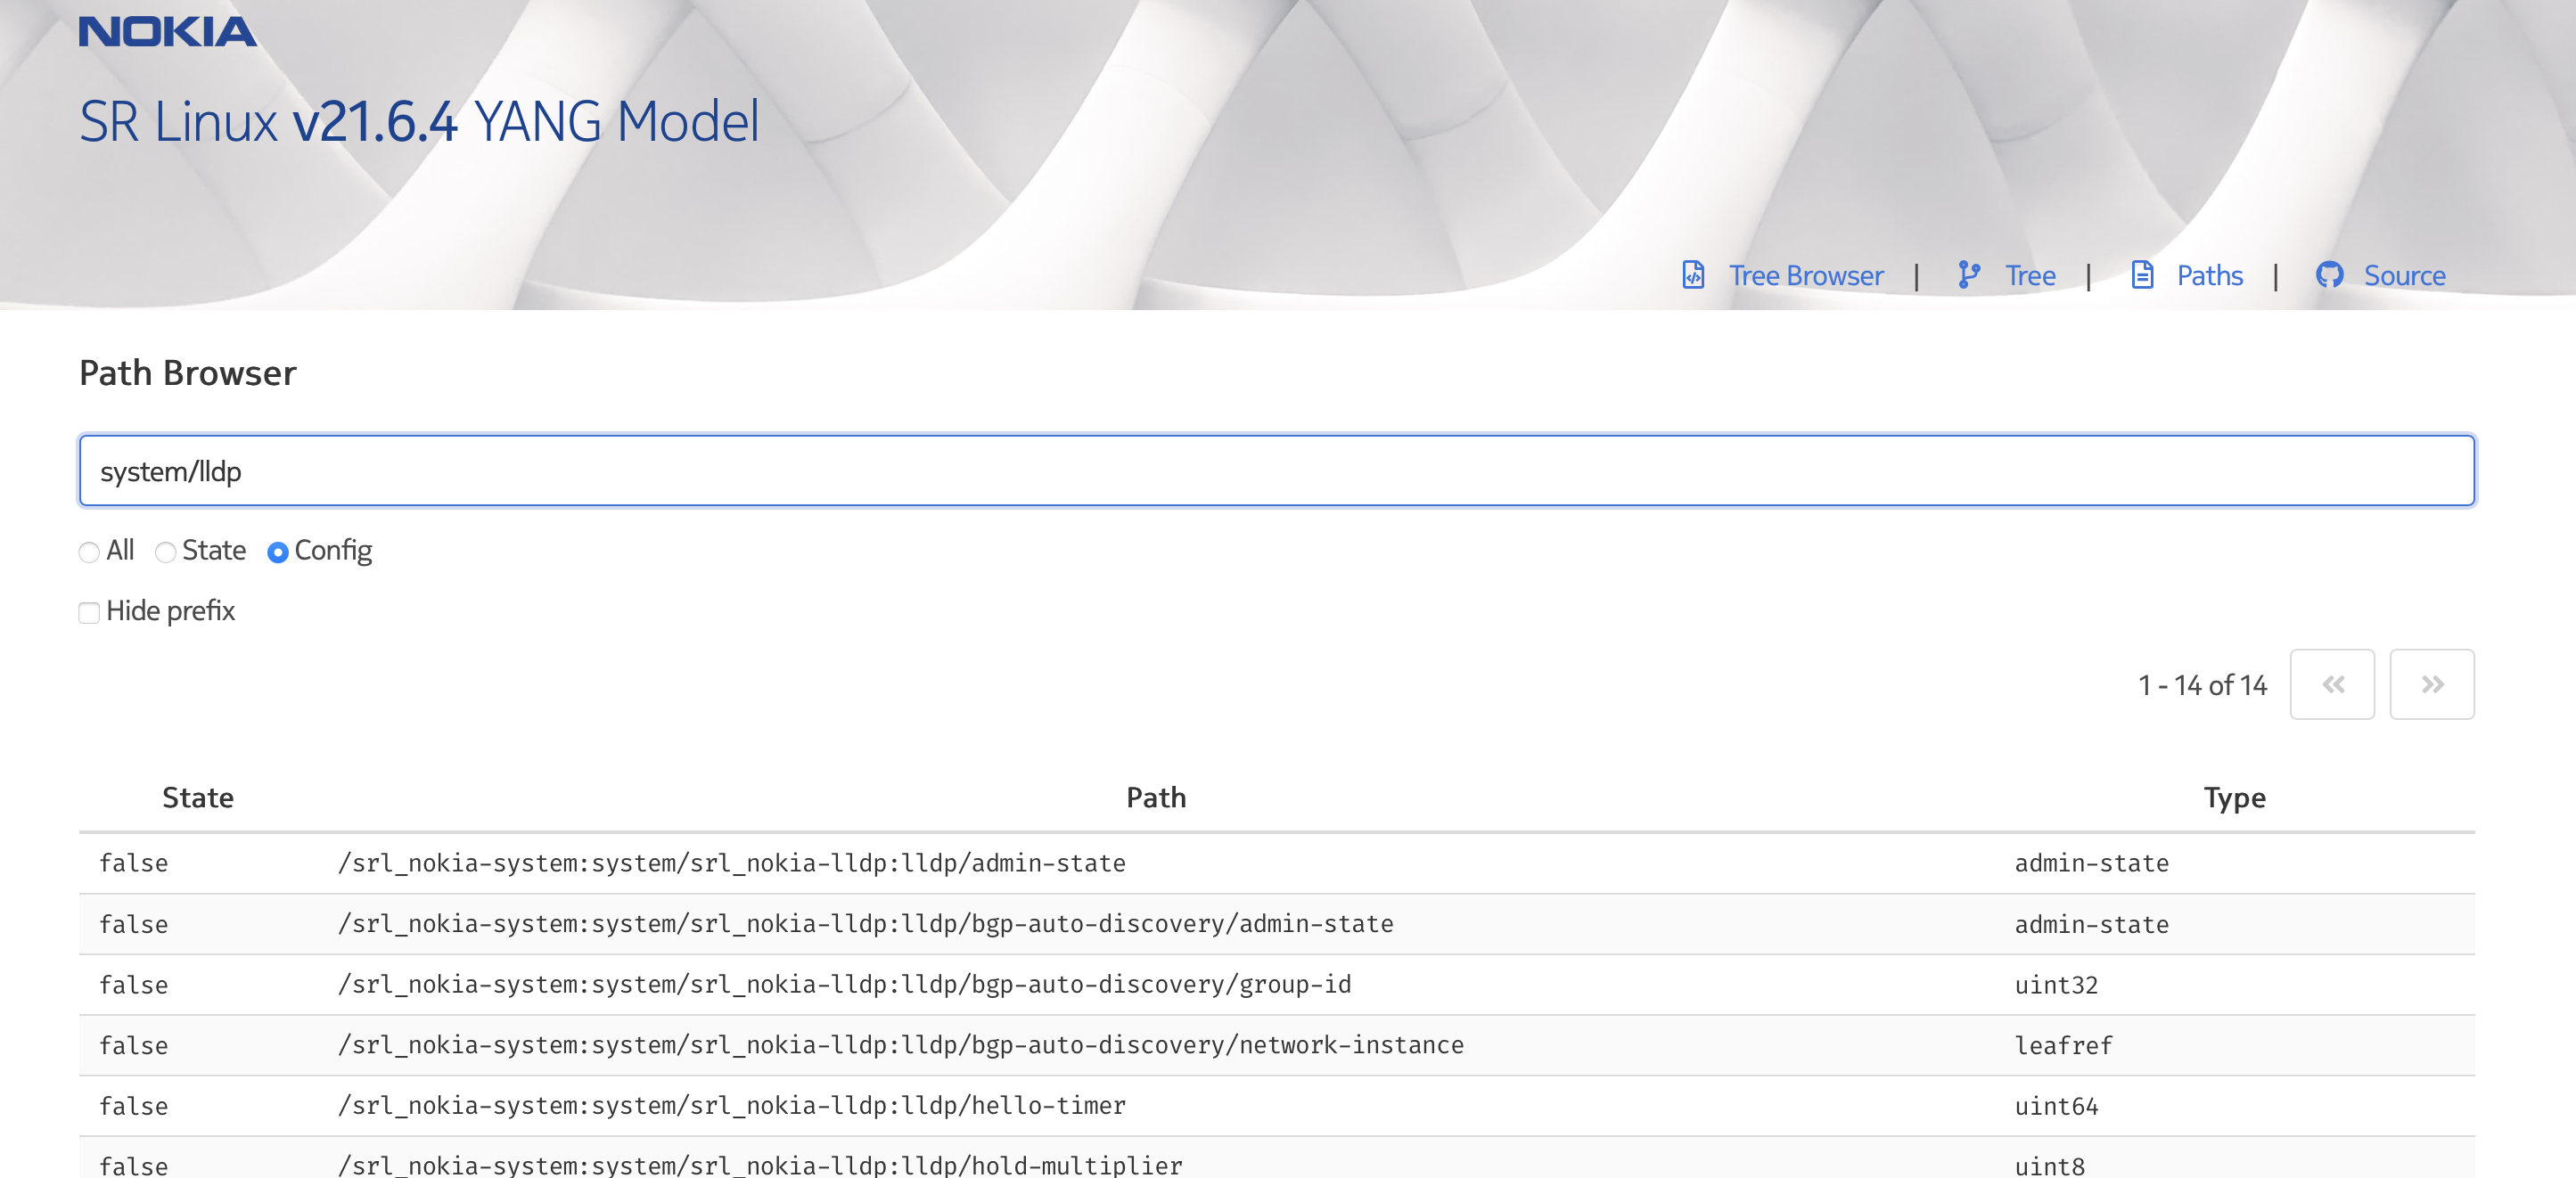 NOKIA
SR Linux v21.6.4 YANG Model
Tree Browser | Tree | Paths | Source
Path Browser
system/lldp
All State Config
Hide prefix
1 - 14 of 14
State Path Type
false /srl_nokia-system:system/srl_nokia-lldp:lldp/admin-state admin-state
false /srl_nokia-system:system/srl_nokia-lldp:lldp/bgp-auto-discovery/admin-state admin-state
false /srl_nokia-system:system/srl_nokia-lldp:lldp/bgp-auto-discovery/group-id uint32
false /srl_nokia-system:system/srl_nokia-lldp:lldp/bgp-auto-discovery/network-instance leafref
false /srl_nokia-system:system/srl_nokia-lldp:lldp/hello-timer uint64
false /srl_nokia-system:system/srl_nokia-lldp:lldp/hold-multiplier uint8